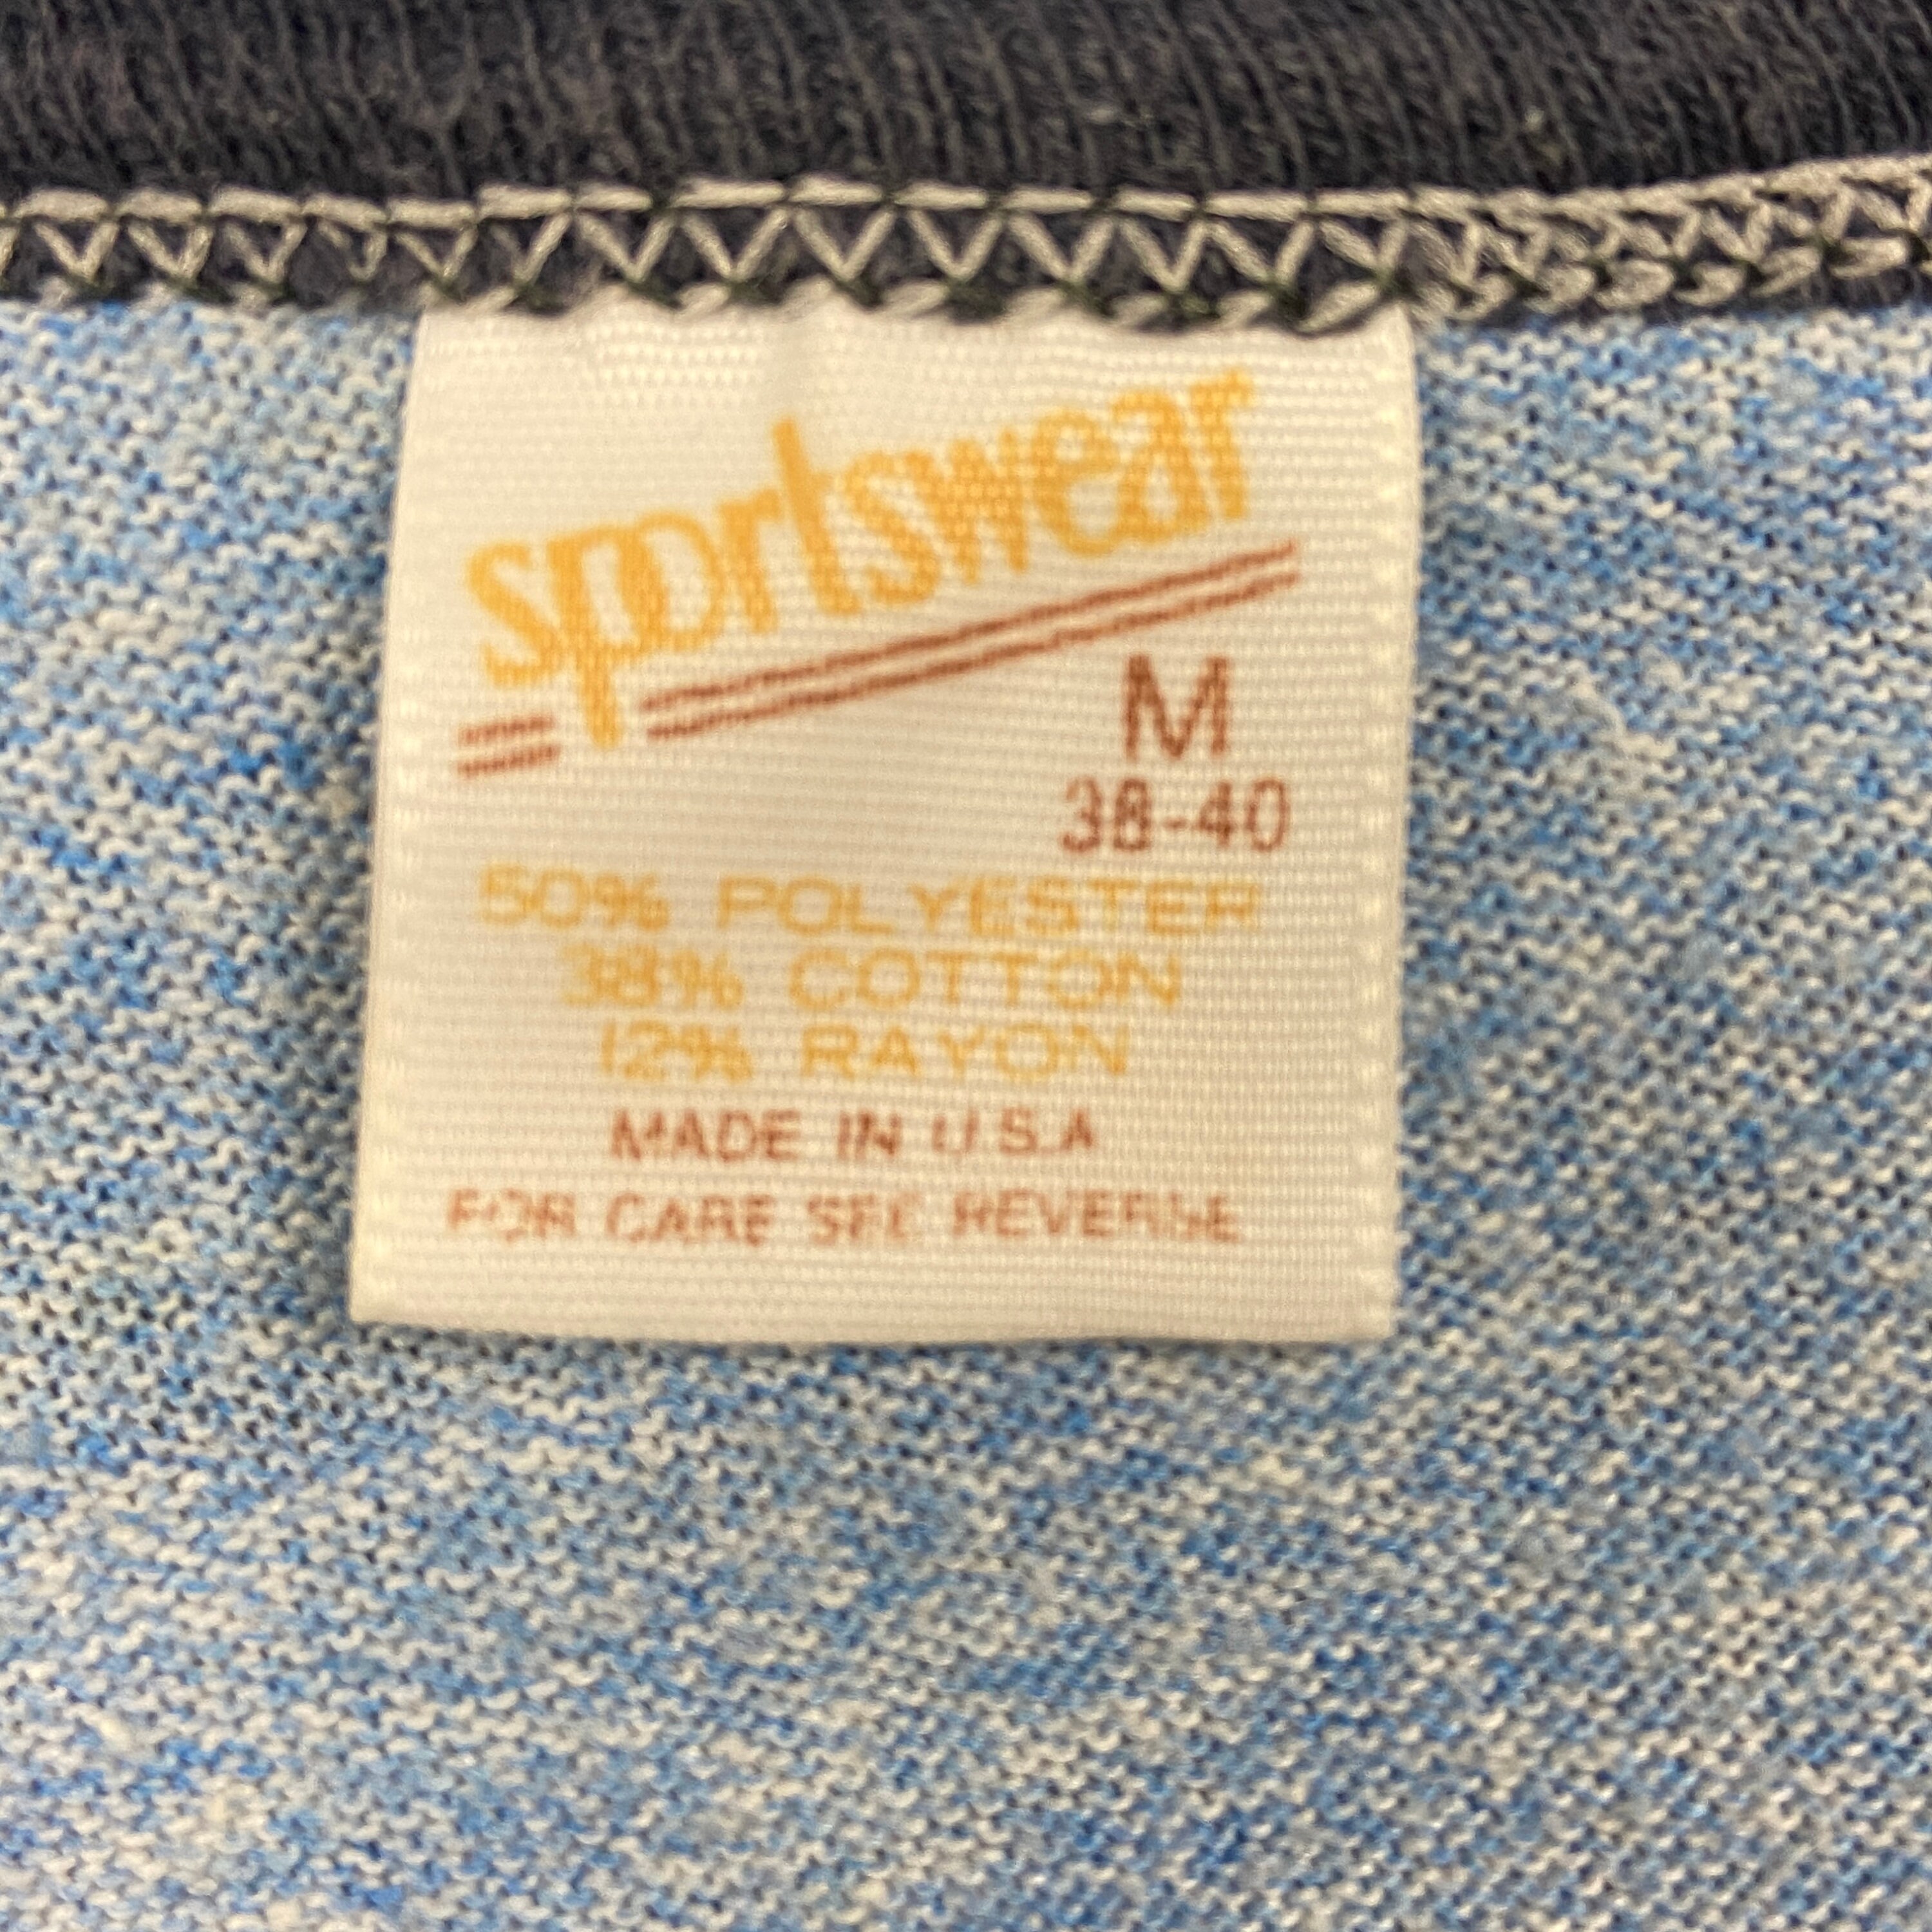 sportswear
M
38-40
50% POLYESTER
38% COTTON
12% RAYON
MADE IN U.S.A
FOR CARE SEE REVERSE